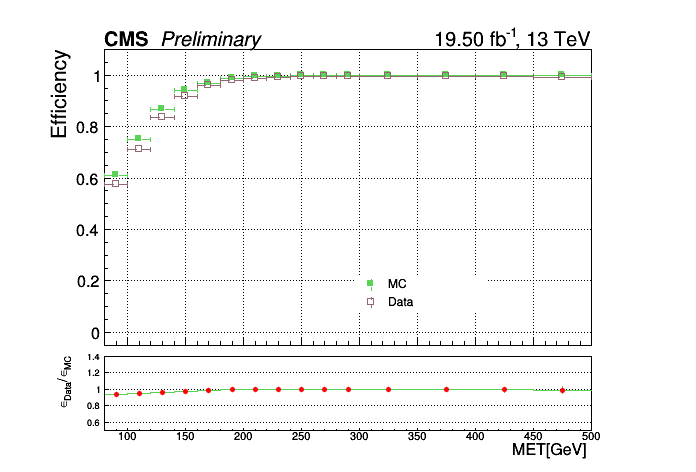 CMS Preliminary 19.50 fb⁻¹, 13 TeV
Efficiency
1
0.8
0.6
0.4
0.2
0
MC
Data
ϵData/ϵMC
1.4
1.2
1
0.8
0.6
100 150 200 250 300 350 400 450 500
MET[GeV]